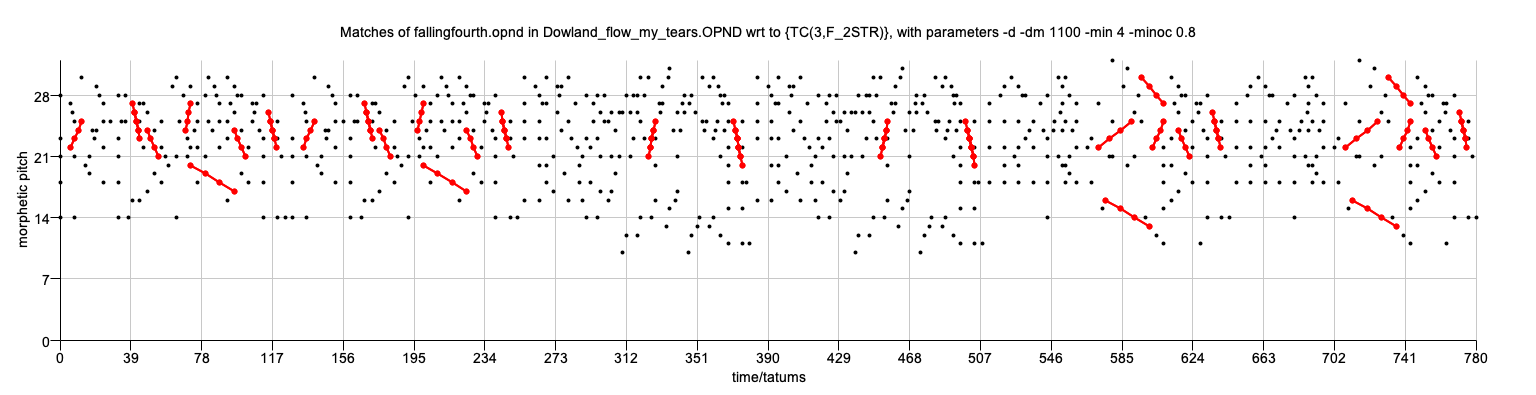 Matches of fallingfourth.opnd in Dowland_flow_my_tears.OPND wrt to {TC(3,F_2STR)}, with parameters -d -dm 1100 -min 4 -minoc 0.8
morphetic pitch
28
21
14
7
0
0 39 78 117 156 195 234 273 312 351 390 429 468 507 546 585 624 663 702 741 780
time/tatums